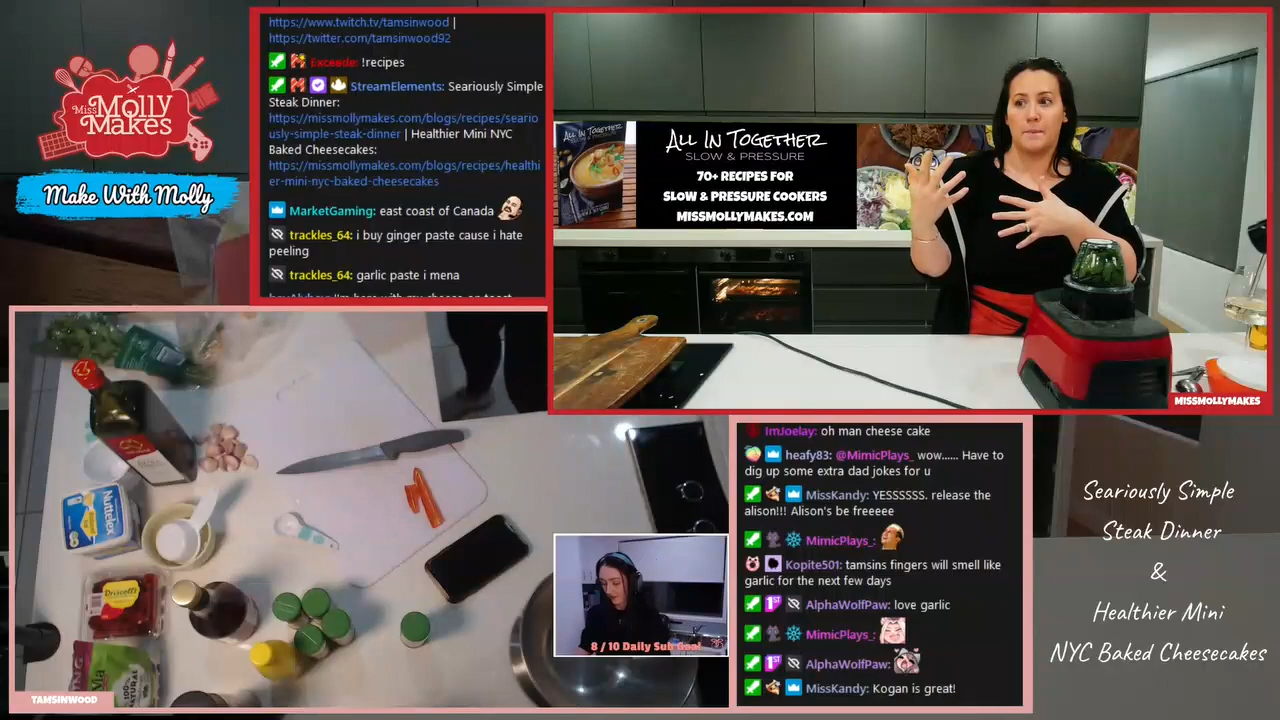 Miss
MOLLY
MAKES
Make With Molly
https://www.twitch.tv/tamsinwood |
https://twitter.com/tamsinwood92
Exceede: !recipes
StreamElements: Seariously Simple
Steak Dinner:
https://missmollymakes.com/blogs/recipes/seario
usly-simple-steak-dinner | Healthier Mini NYC
Baked Cheesecakes:
https://missmollymakes.com/blogs/recipes/healthi
er-mini-nyc-baked-cheesecakes
MarketGaming: east coast of Canada
trackles_64: i buy ginger paste cause i hate
peeling
trackles_64: garlic paste i mena
ALL IN TOGETHER
ALL IN TOGETHER
SLOW & PRESSURE
70+ RECIPES FOR
SLOW & PRESSURE COOKERS
MISSMOLLYMAKES.COM
MISSMOLLYMAKES
Nuttelex
Driscoll's
8 / 10 Daily Sub Goal
TAMSINWOOD
ImJoelay: oh man cheese cake
heafy83: @MimicPlays_ wow...... Have to
dig up some extra dad jokes for u
MissKandy: YESSSSSS. release the
alison!!! Alison's be freeeee
MimicPlays_:
Kopite501: tamsins fingers will smell like
garlic for the next few days
AlphaWolfPaw: love garlic
MimicPlays_:
AlphaWolfPaw:
MissKandy: Kogan is great!
Seariously Simple
Steak Dinner
&
Healthier Mini
NYC Baked Cheesecakes